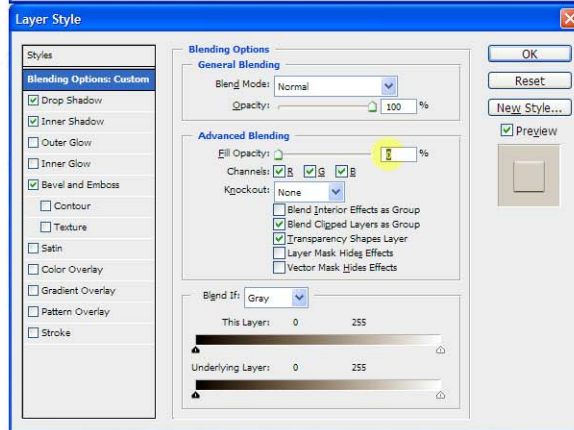 Layer Style
Styles
Blending Options: Custom
Drop Shadow
Inner Shadow
Outer Glow
Inner Glow
Bevel and Emboss
Contour
Texture
Satin
Color Overlay
Gradient Overlay
Pattern Overlay
Stroke
Blending Options
General Blending
Blend Mode: Normal
Opacity: 100 %
Advanced Blending
Fill Opacity: 0 %
Channels: R G B
Knockout: None
Blend Interior Effects as Group
Blend Clipped Layers as Group
Transparency Shapes Layer
Layer Mask Hides Effects
Vector Mask Hides Effects
Blend If: Gray
This Layer: 0 255
Underlying Layer: 0 255
OK
Reset
New Style...
Preview